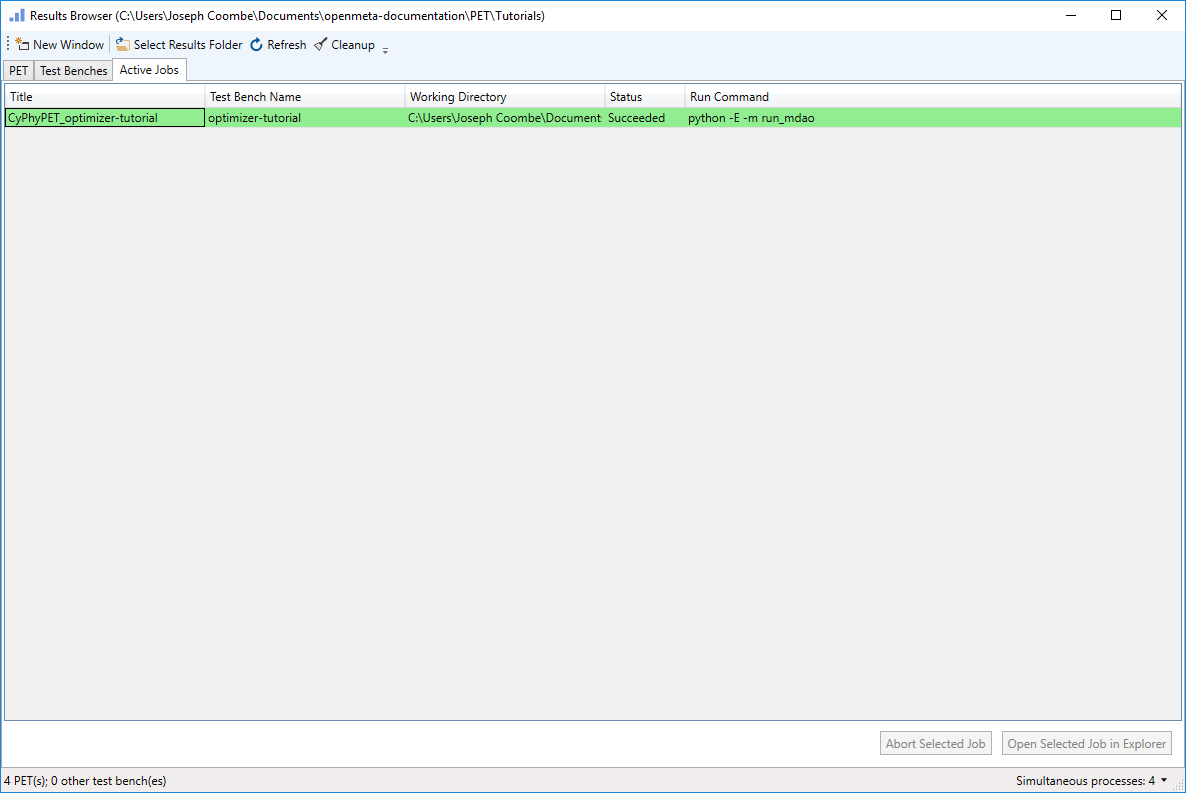 Results Browser (C:\Users\Joseph Coombe\Documents\openmeta-documentation\PET\Tutorials)
New Window Select Results Folder Refresh Cleanup
PET Test Benches Active Jobs
Title Test Bench Name Working Directory Status Run Command
CyPhyPET_optimizer-tutorial optimizer-tutorial C:\Users\Joseph Coombe\Document Succeeded python -E -m run_mdao
Abort Selected Job Open Selected Job in Explorer
4 PET(s); 0 other test bench(es) Simultaneous processes: 4